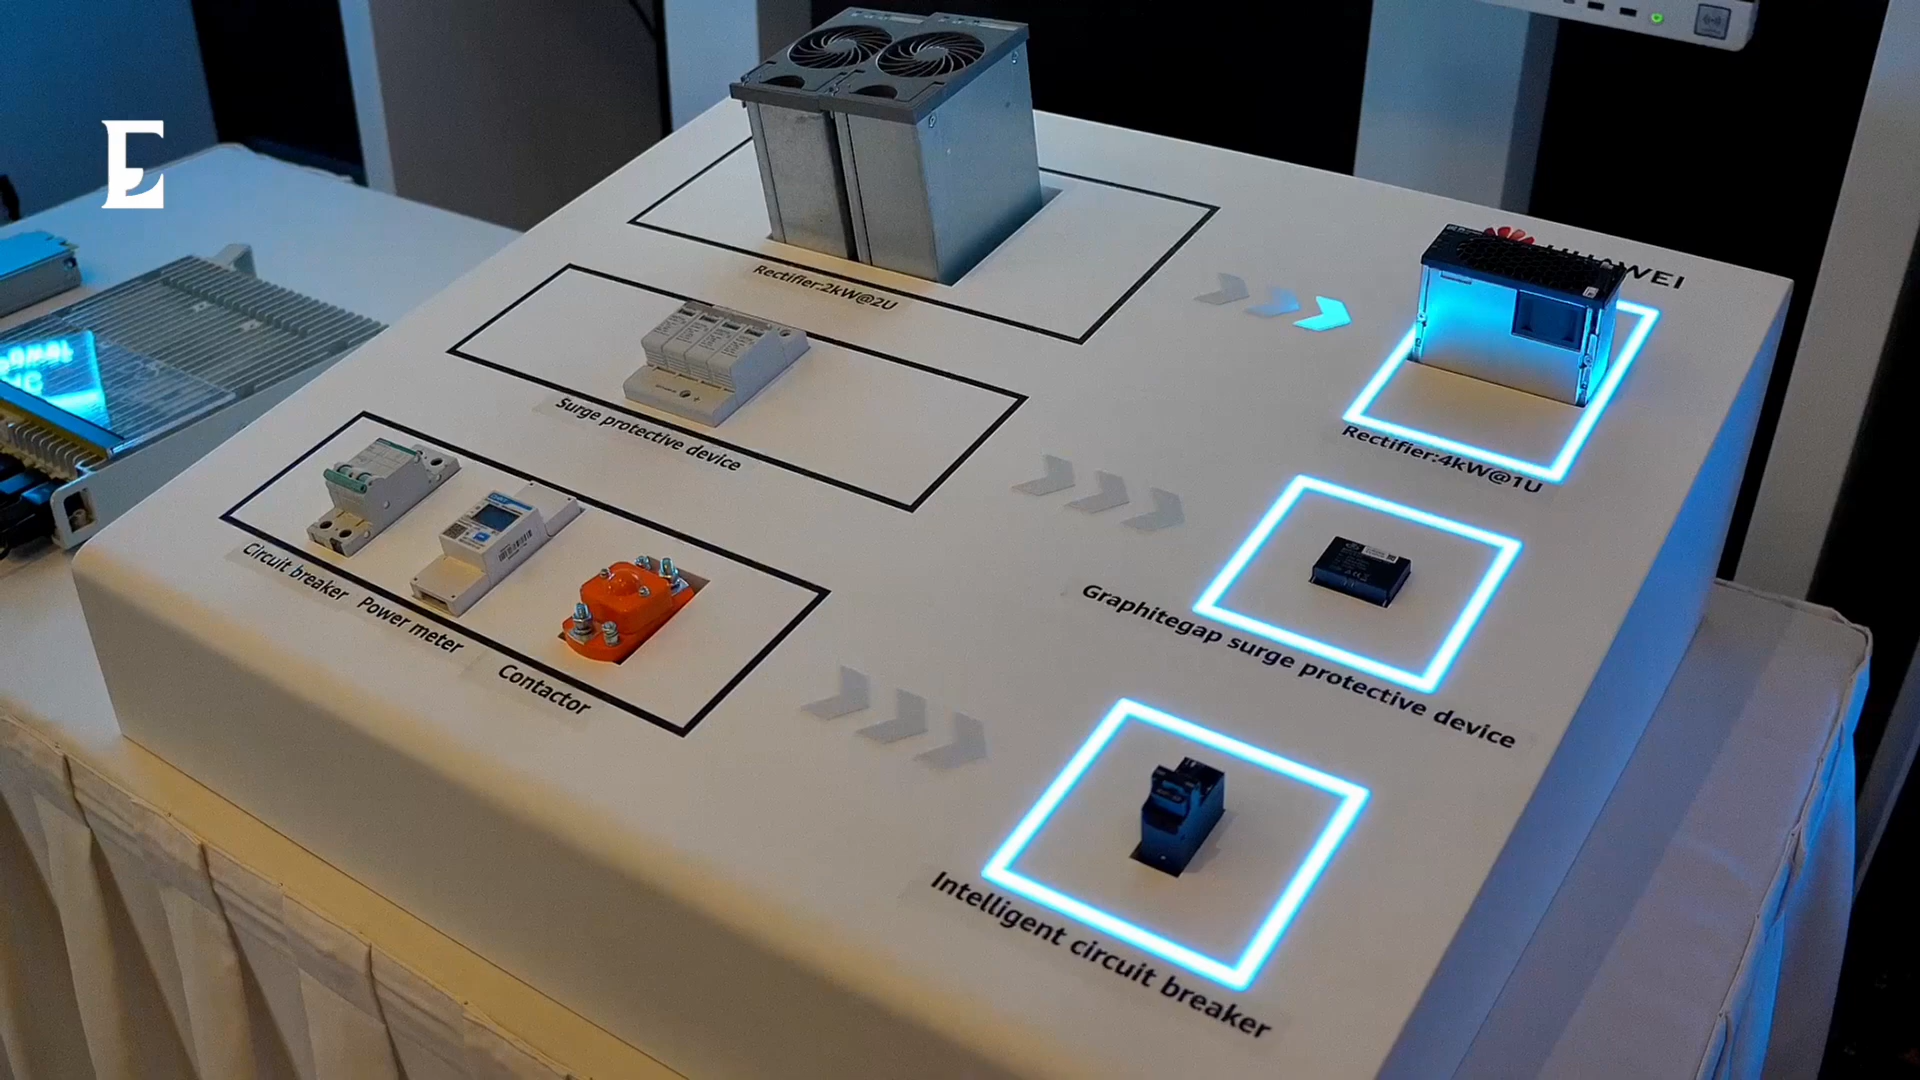 E
HUAWEI
Rectifier:2kW@2U
Rectifier:4kW@1U
Surge protective device
Graphitegap surge protective device
Circuit breaker
Power meter
Contactor
Intelligent circuit breaker